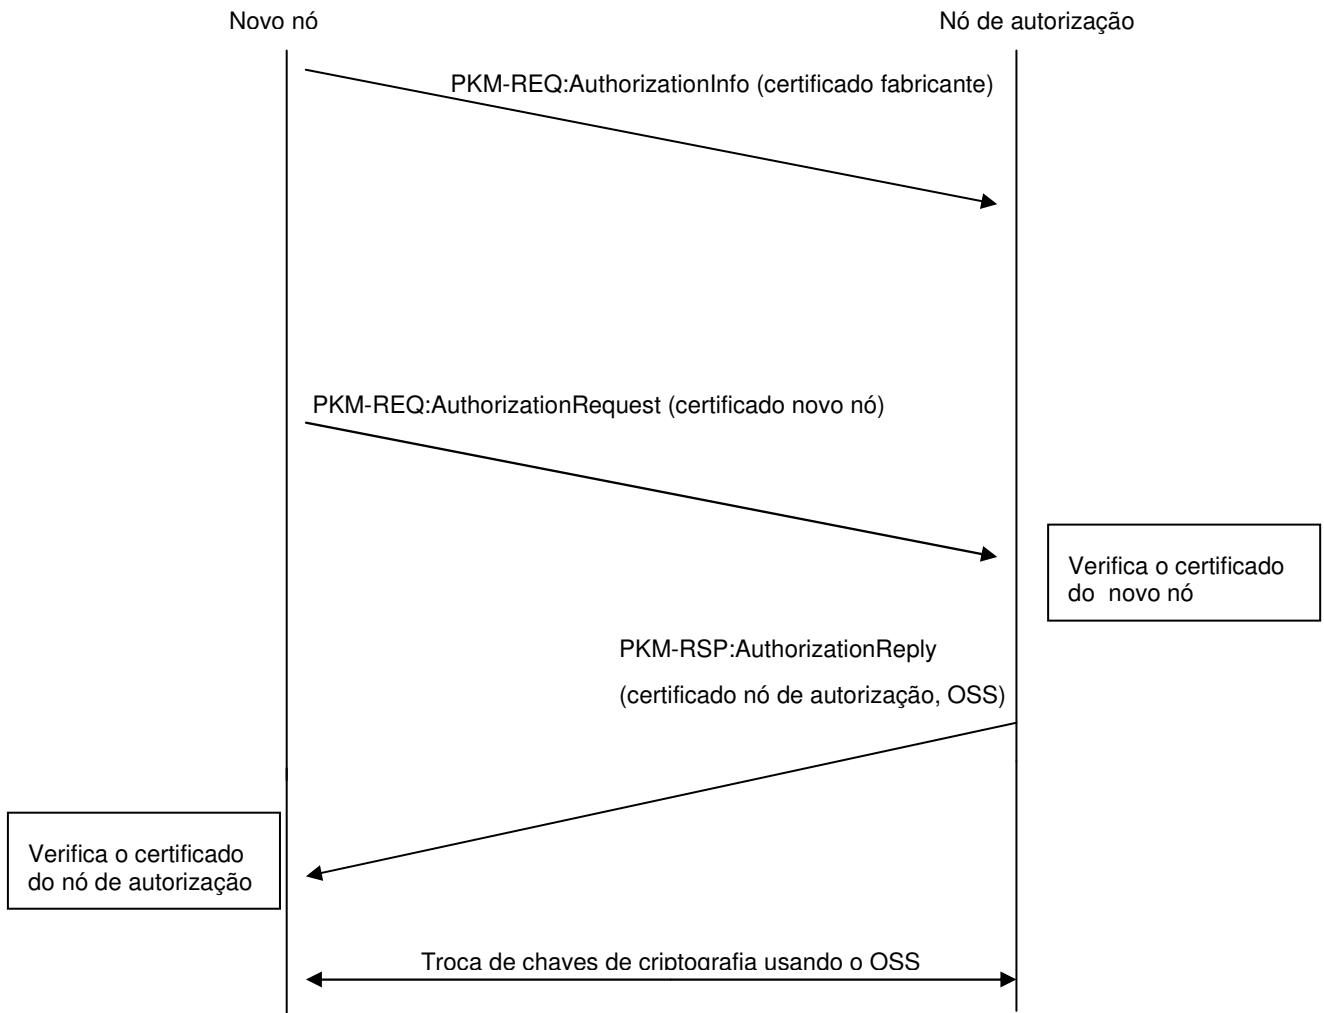 Novo nó
Nó de autorização
PKM-REQ:AuthorizationInfo (certificado fabricante)
PKM-REQ:AuthorizationRequest (certificado novo nó)
Verifica o certificado
do novo nó
PKM-RSP:AuthorizationReply
(certificado nó de autorização, OSS)
Verifica o certificado
do nó de autorização
Troca de chaves de criptografia usando o OSS